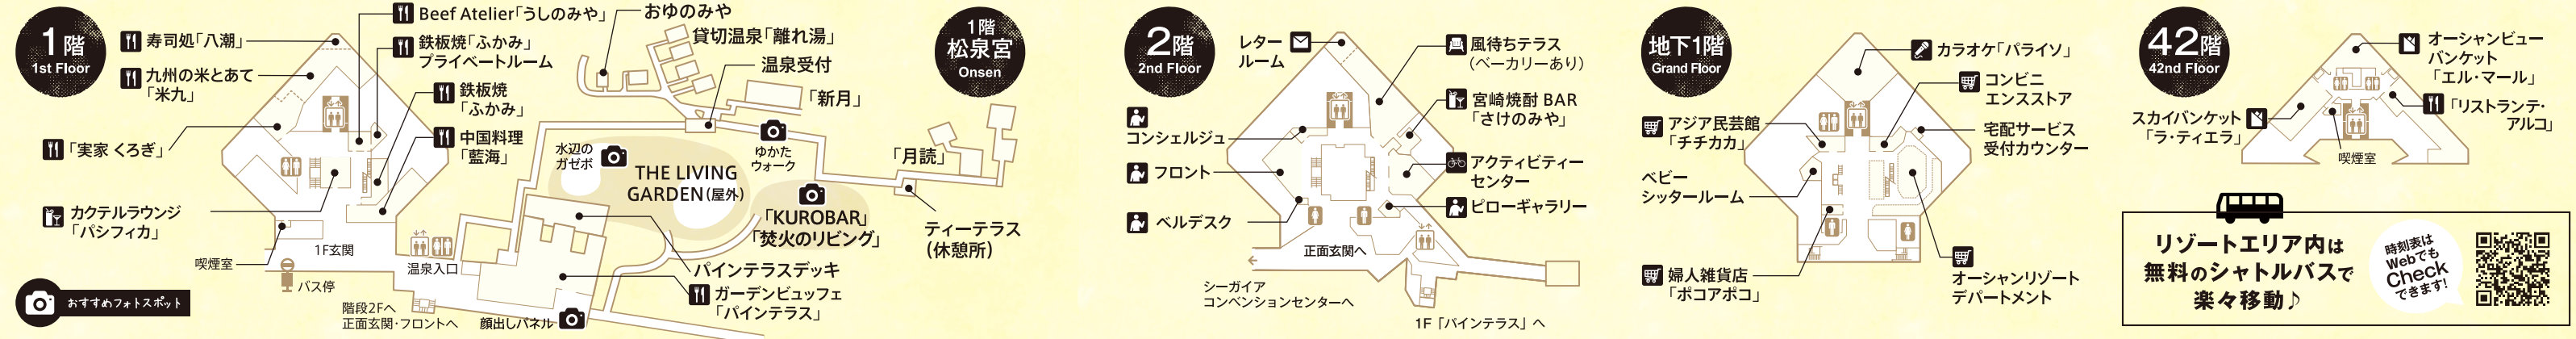 1階
1st Floor
寿司処「八潮」
九州の米とあて
「米九」
「実家 くろぎ」
カクテルラウンジ
「パシフィカ」
喫煙室
おすすめフォトスポット
Beef Atelier「うしのみや」
鉄板焼「ふかみ」
プライベートルーム
鉄板焼
「ふかみ」
中国料理
「藍海」
1F玄関
バス停
温泉入口
階段2Fへ
正面玄関・フロントへ
顔出しパネル
おゆのみや
貸切温泉「離れ湯」
温泉受付
「新月」
水辺の
ガゼボ
THE LIVING
GARDEN(屋外)
ゆかた
ウォーク
「月読」
「KUROBAR」
「焚火のリビング」
ティーテラス
(休憩所)
パインテラスデッキ
ガーデンビュッフェ
「パインテラス」
1階
松泉宮
Onsen
2階
2nd Floor
レター
ルーム
コンシェルジュ
フロント
ベルデスク
風待ちテラス
(ベーカリーあり)
宮崎焼酎 BAR
「さけのみや」
アクティビティー
センター
ピローギャラリー
正面玄関へ
シーガイア
コンベンションセンターへ
1F「パインテラス」へ
地下1階
Grand Floor
アジア民芸館
「チチカカ」
ベビー
シッタールーム
婦人雑貨店
「ポコアポコ」
カラオケ「パライソ」
コンビニ
エンスストア
宅配サービス
受付カウンター
オーシャンリゾート
デパートメント
42階
42nd Floor
スカイバンケット
「ラ・ティエラ」
オーシャンビュー
バンケット
「エル・マール」
「リストランテ・
アルコ」
喫煙室
リゾートエリア内は
無料のシャトルバスで
楽々移動♪
時刻表は
Webでも
Check
できます!